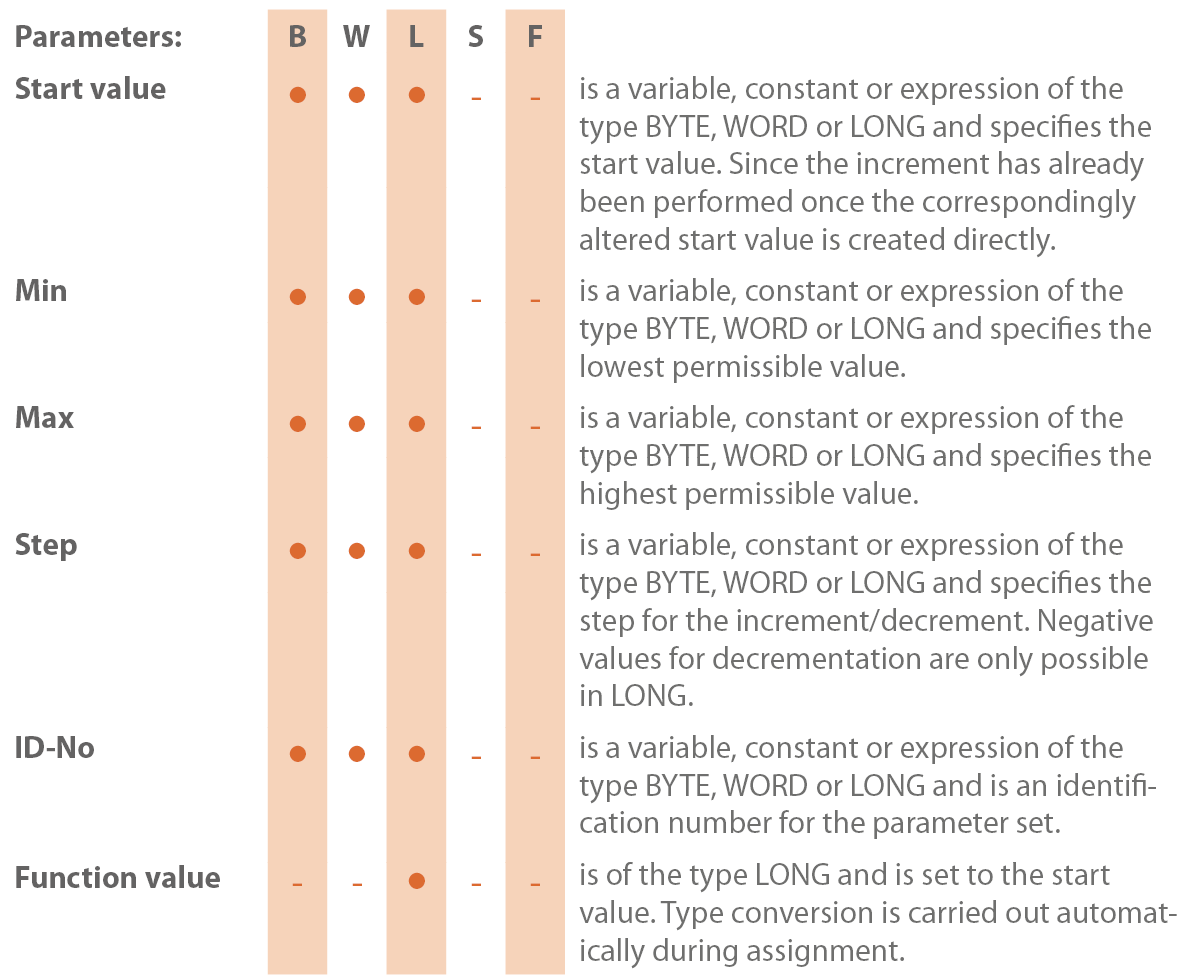 Parameters: B W L S F
Start value ● ● ● - - is a variable, constant or expression of the
type BYTE, WORD or LONG and specifies the
start value. Since the increment has already
been performed once the correspondingly
altered start value is created directly.
Min ● ● ● - - is a variable, constant or expression of the
type BYTE, WORD or LONG and specifies the
lowest permissible value.
Max ● ● ● - - is a variable, constant or expression of the
type BYTE, WORD or LONG and specifies the
highest permissible value.
Step ● ● ● - - is a variable, constant or expression of the
type BYTE, WORD or LONG and specifies the
step for the increment/decrement. Negative
values for decrementation are only possible
in LONG.
ID-No ● ● ● - - is a variable, constant or expression of the
type BYTE, WORD or LONG and is an identifi-
cation number for the parameter set.
Function value - - ● - - is of the type LONG and is set to the start
value. Type conversion is carried out automat-
ically during assignment.